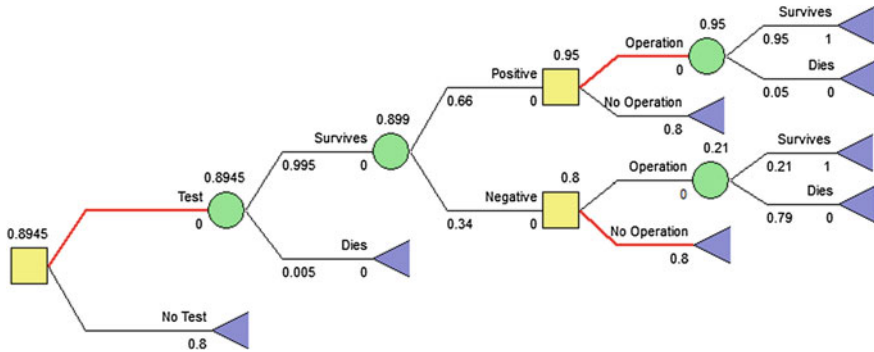 0.95 Survives
0.95 Operation 0.95 1
Positive 0 Dies
0.899 0.66 0 No Operation 0.05 0
Survives 0.8 0.21 Survives
0.8945 0.995 0 0.8 Operation 0.21 1
Test Negative 0 Dies
0.8945 0 Dies 0.34 0 No Operation 0.79 0
0.005 0 0.8
No Test
0.8